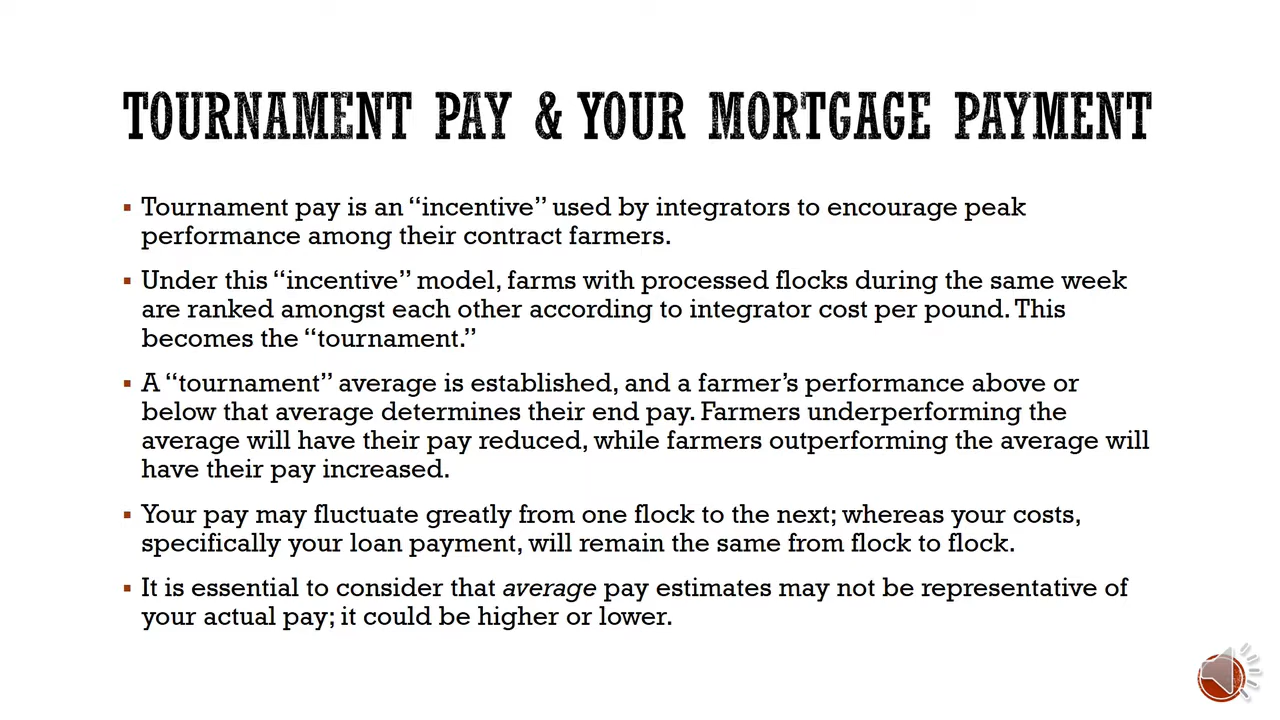 TOURNAMENT PAY & YOUR MORTGAGE PAYMENT
▪ Tournament pay is an “incentive” used by integrators to encourage peak
performance among their contract farmers.
▪ Under this “incentive” model, farms with processed flocks during the same week
are ranked amongst each other according to integrator cost per pound. This
becomes the “tournament.”
▪ A “tournament” average is established, and a farmer’s performance above or
below that average determines their end pay. Farmers underperforming the
average will have their pay reduced, while farmers outperforming the average will
have their pay increased.
▪ Your pay may fluctuate greatly from one flock to the next; whereas your costs,
specifically your loan payment, will remain the same from flock to flock.
▪ It is essential to consider that average pay estimates may not be representative of
your actual pay; it could be higher or lower.